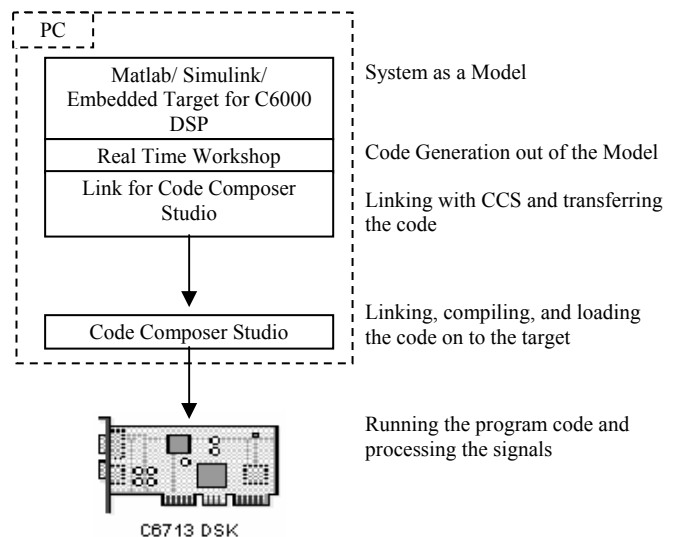 PC
Matlab/ Simulink/
Embedded Target for C6000
DSP
System as a Model
Real Time Workshop
Code Generation out of the Model
Link for Code Composer
Studio
Linking with CCS and transferring
the code
Code Composer Studio
Linking, compiling, and loading
the code on to the target
Running the program code and
processing the signals
C6713 DSK